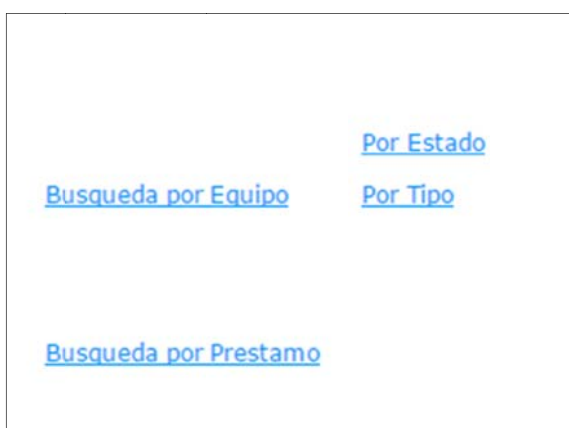 Por Estado
Busqueda por Equipo
Por Tipo
Busqueda por Prestamo